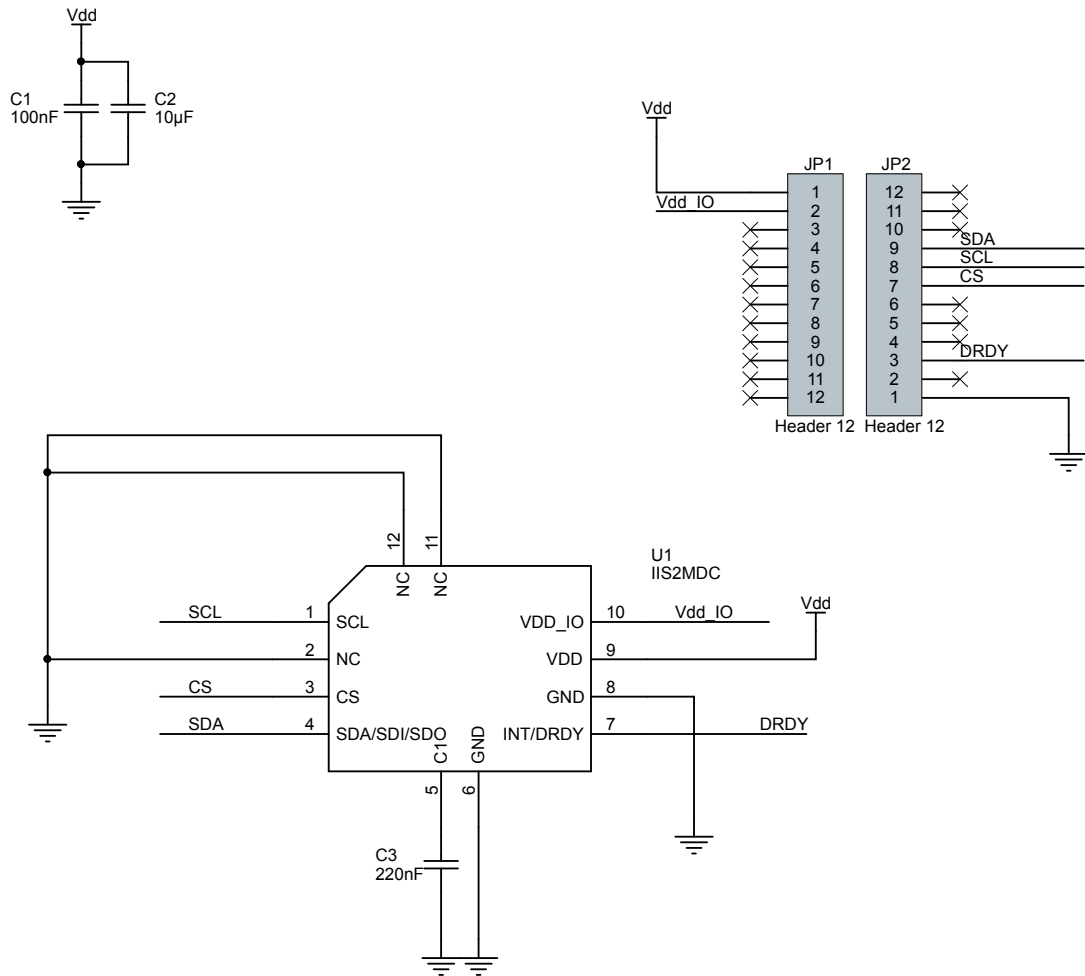 Vdd
C1
100nF
C2
10µF
Vdd
Vdd_IO
JP1
1
2
3
4
5
6
7
8
9
10
11
12
Header 12
JP2
12
11
10
9
8
7
6
5
4
3
2
1
Header 12
SDA
SCL
CS
DRDY
U1
IIS2MDC
12
11
NC
NC
SCL
1
SCL
2
NC
CS
3
CS
SDA
4
SDA/SDI/SDO
VDD_IO
10
Vdd_IO
Vdd
VDD
9
GND
8
INT/DRDY
7
DRDY
C1
GND
5
6
C3
220nF